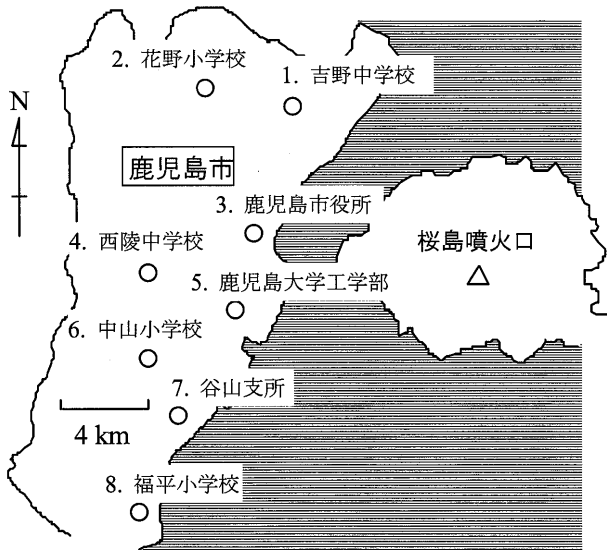 2. 花野小学校
1. 吉野中学校
N
鹿児島市
3. 鹿児島市役所
4. 西陵中学校
桜島噴火口
5. 鹿児島大学工学部
6. 中山小学校
7. 谷山支所
4 km
8. 福平小学校